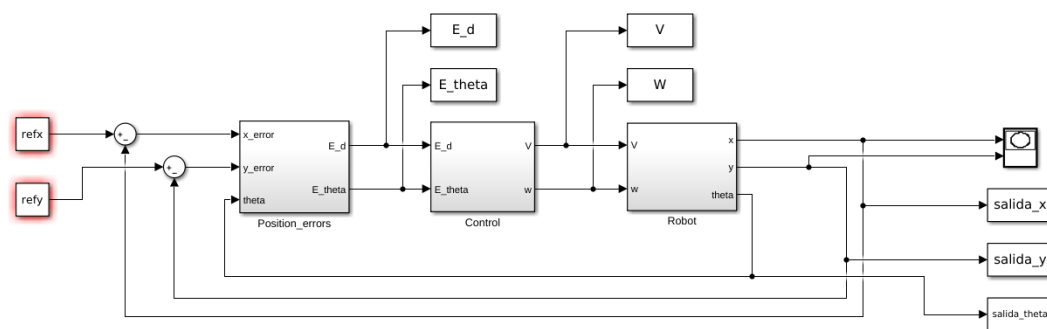 E_d
V
E_theta
W
refx
+
_
x_error
E_d
E_d
V
V
x
+
_
y_error
y
refy
theta
E_theta
E_theta
w
w
theta
Position_errors
Control
Robot
salida_x
salida_y
salida_theta